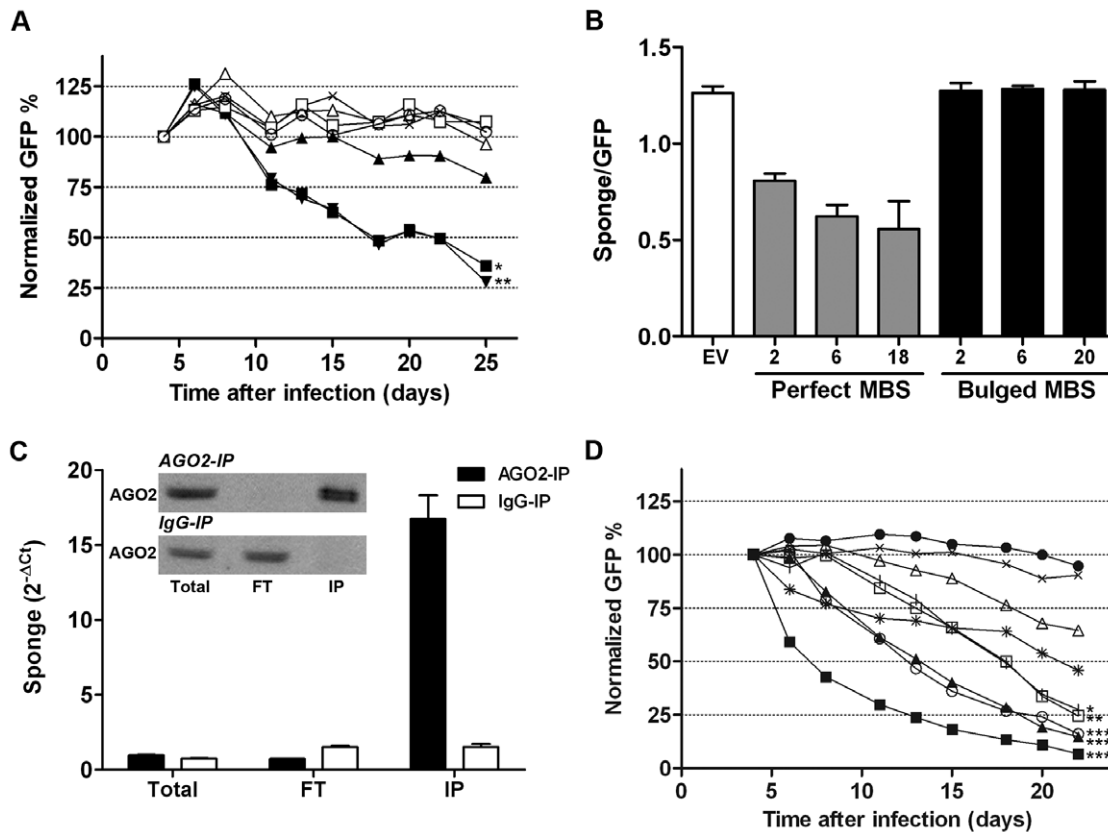 A
Normalized GFP %
125
100
75
50
25
0
0 5 10 15 20 25
*
**
Time after infection (days)
B
Sponge/GFP
1.5
1.0
0.5
0.0
EV 2 6 18 2 6 20
Perfect MBS Bulged MBS
C
Sponge (2^-ΔCt)
20
15
10
5
0
AGO2-IP
AGO2
IgG-IP
AGO2
Total FT IP
AGO2-IP
IgG-IP
Total FT IP
D
Normalized GFP %
125
100
75
50
25
0
0 5 10 15 20
*
**
***
***
***
Time after infection (days)